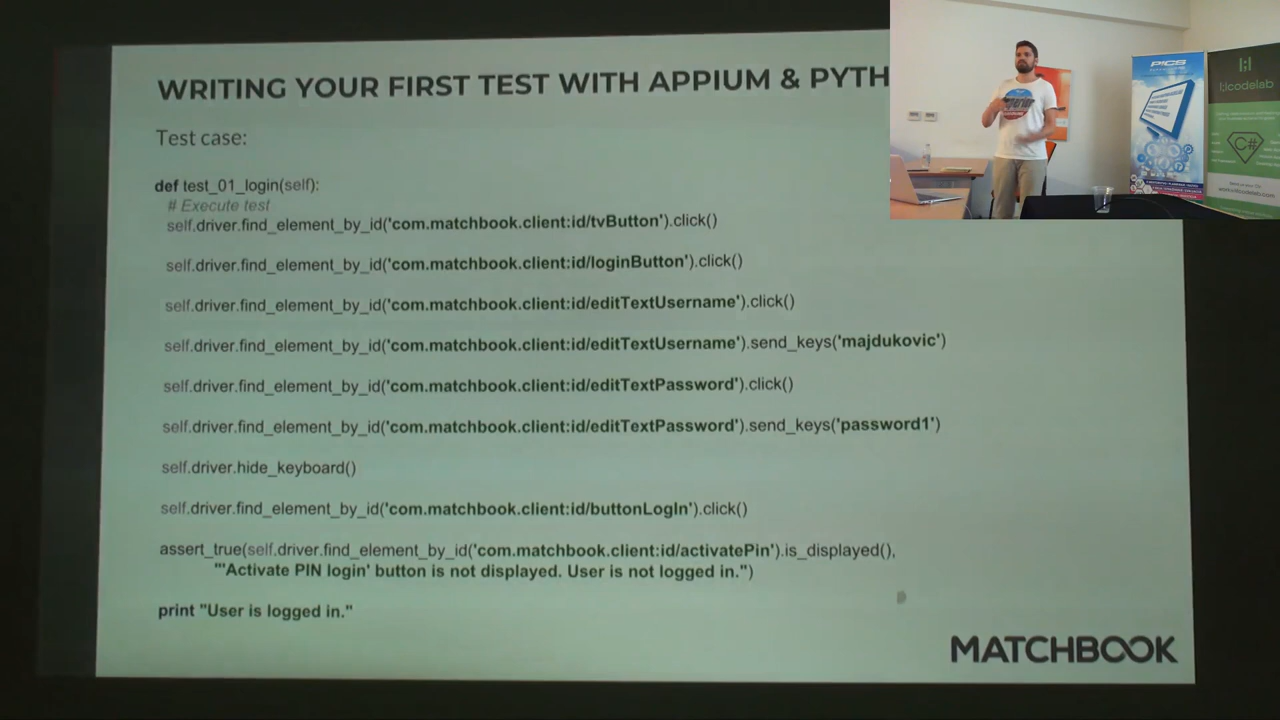 WRITING YOUR FIRST TEST WITH APPIUM & PYTH
Test case:
def test_01_login(self):
# Execute test
self.driver.find_element_by_id('com.matchbook.client:id/tvButton').click()
self.driver.find_element_by_id('com.matchbook.client:id/loginButton').click()
self.driver.find_element_by_id('com.matchbook.client:id/editTextUsername').click()
self.driver.find_element_by_id('com.matchbook.client:id/editTextUsername').send_keys('majdukovic')
self.driver.find_element_by_id('com.matchbook.client:id/editTextPassword').click()
self.driver.find_element_by_id('com.matchbook.client:id/editTextPassword').send_keys('password1')
self.driver.hide_keyboard()
self.driver.find_element_by_id('com.matchbook.client:id/buttonLogIn').click()
assert_true(self.driver.find_element_by_id('com.matchbook.client:id/activatePin').is_displayed(),
"'Activate PIN login' button is not displayed. User is not logged in.")
print "User is logged in."
MATCHBOOK
PICS
codelab
C#